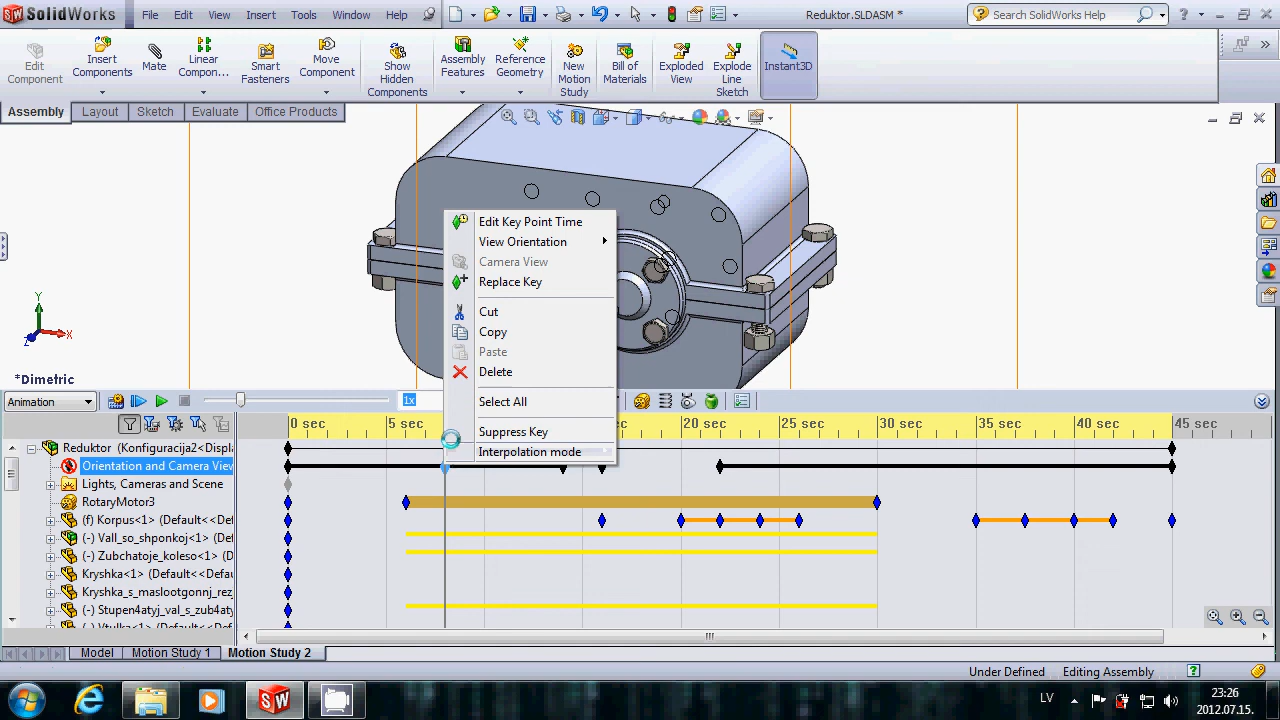 SolidWorks File Edit View Insert Tools Window Help Reduktor.SLDASM * Search SolidWorks Help
Edit Component
Insert Components
Mate
Linear Compon...
Smart Fasteners
Move Component
Show Hidden Components
Assembly Features
Reference Geometry
New Motion Study
Bill of Materials
Exploded View
Explode Line Sketch
Instant3D
Assembly Layout Sketch Evaluate Office Products
Edit Key Point Time
View Orientation
Camera View
Replace Key
Cut
Copy
Paste
Delete
Select All
Suppress Key
Interpolation mode
Y
X
Z
*Dimetric
Animation 1x
0 sec 5 sec 20 sec 25 sec 30 sec 35 sec 40 sec 45 sec
Reduktor (Konfiguracija2<Displa
Orientation and Camera View
Lights, Cameras and Scene
RotaryMotor3
(f) Korpus<1> (Default<<Def
(-) Vall_so_shponkoj<1> (Def
(-) Zubchatoje_koleso<1> (D
Kryshka<1> (Default<<Defa
Kryshka_s_maslootgonnj_rez
(-) Stupen4atyj_val_s_zub4aty
(-) Vtulka<1> (Default<<Def
Model Motion Study 1 Motion Study 2
Under Defined Editing Assembly
LV 23:26
2012.07.15.